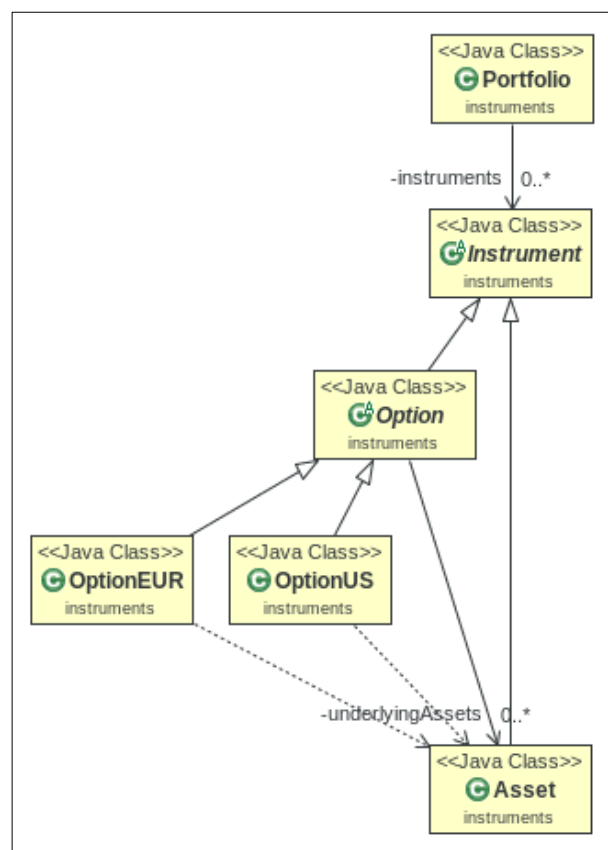 <<Java Class>>
Portfolio
instruments
-instruments 0..*
<<Java Class>>
Instrument
instruments
<<Java Class>>
Option
instruments
<<Java Class>>
OptionEUR
instruments
<<Java Class>>
OptionUS
instruments
-underlyingAssets 0..*
<<Java Class>>
Asset
instruments